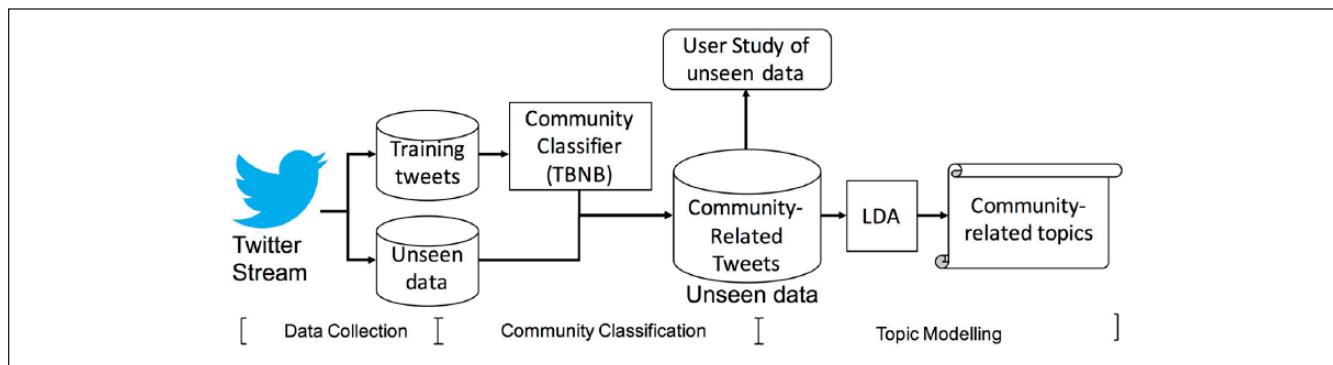 User Study of
unseen data
Community
Classifier
(TBNB)
Training
tweets
Twitter
Stream
Unseen
data
Community-
Related
Tweets
Unseen data
LDA
Community-
related topics
[ Data Collection ] [ Community Classification ] [ Topic Modelling ]